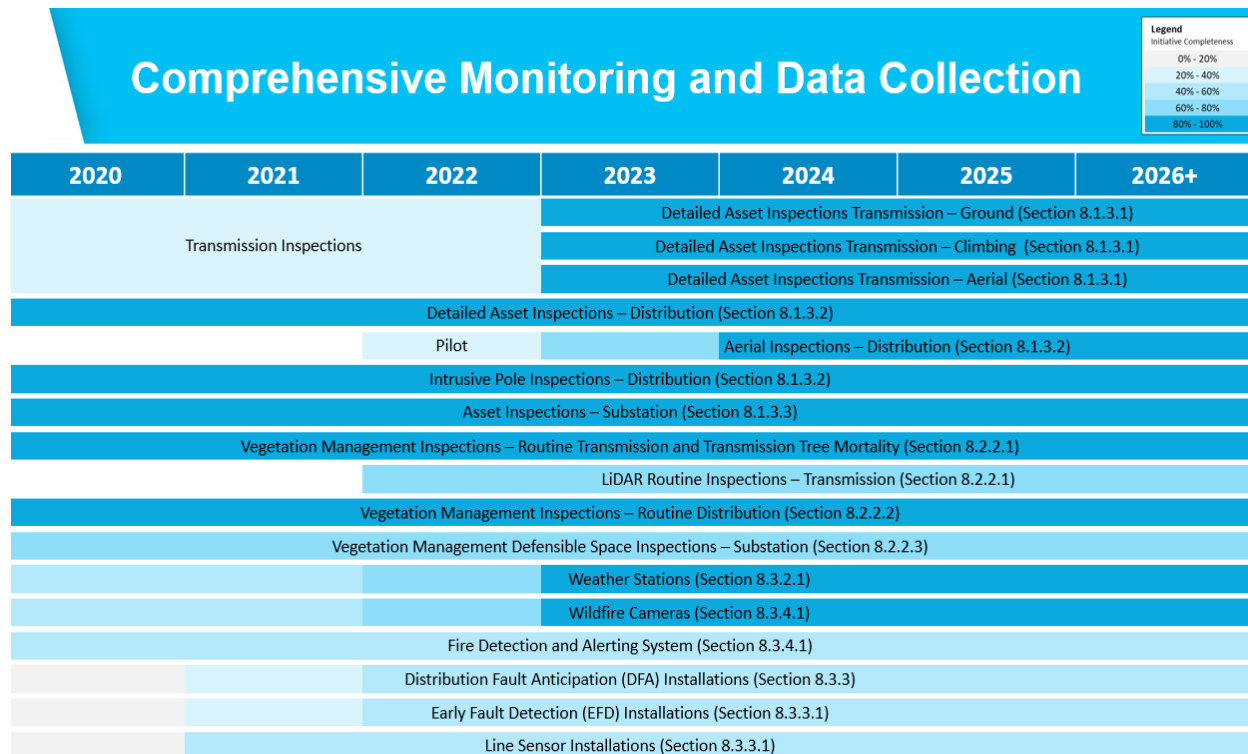 Legend
Initiative Completeness
0% - 20%
20% - 40%
40% - 60%
60% - 80%
80% - 100%
Comprehensive Monitoring and Data Collection
2020 2021 2022 2023 2024 2025 2026+
Detailed Asset Inspections Transmission – Ground (Section 8.1.3.1)
Transmission Inspections
Detailed Asset Inspections Transmission – Climbing (Section 8.1.3.1)
Detailed Asset Inspections Transmission – Aerial (Section 8.1.3.1)
Detailed Asset Inspections – Distribution (Section 8.1.3.2)
Pilot
Aerial Inspections – Distribution (Section 8.1.3.2)
Intrusive Pole Inspections – Distribution (Section 8.1.3.2)
Asset Inspections – Substation (Section 8.1.3.3)
Vegetation Management Inspections – Routine Transmission and Transmission Tree Mortality (Section 8.2.2.1)
LiDAR Routine Inspections – Transmission (Section 8.2.2.1)
Vegetation Management Inspections – Routine Distribution (Section 8.2.2.2)
Vegetation Management Defensible Space Inspections – Substation (Section 8.2.2.3)
Weather Stations (Section 8.3.2.1)
Wildfire Cameras (Section 8.3.4.1)
Fire Detection and Alerting System (Section 8.3.4.1)
Distribution Fault Anticipation (DFA) Installations (Section 8.3.3)
Early Fault Detection (EFD) Installations (Section 8.3.3.1)
Line Sensor Installations (Section 8.3.3.1)